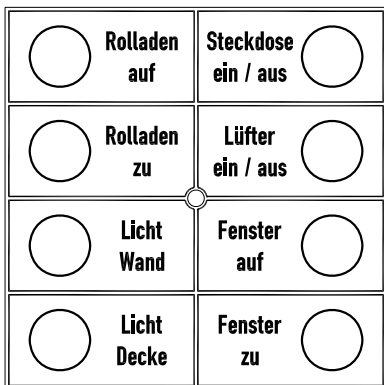 Rolladen
auf
Steckdose
ein / aus
Rolladen
zu
Lüfter
ein / aus
Licht
Wand
Fenster
auf
Licht
Decke
Fenster
zu